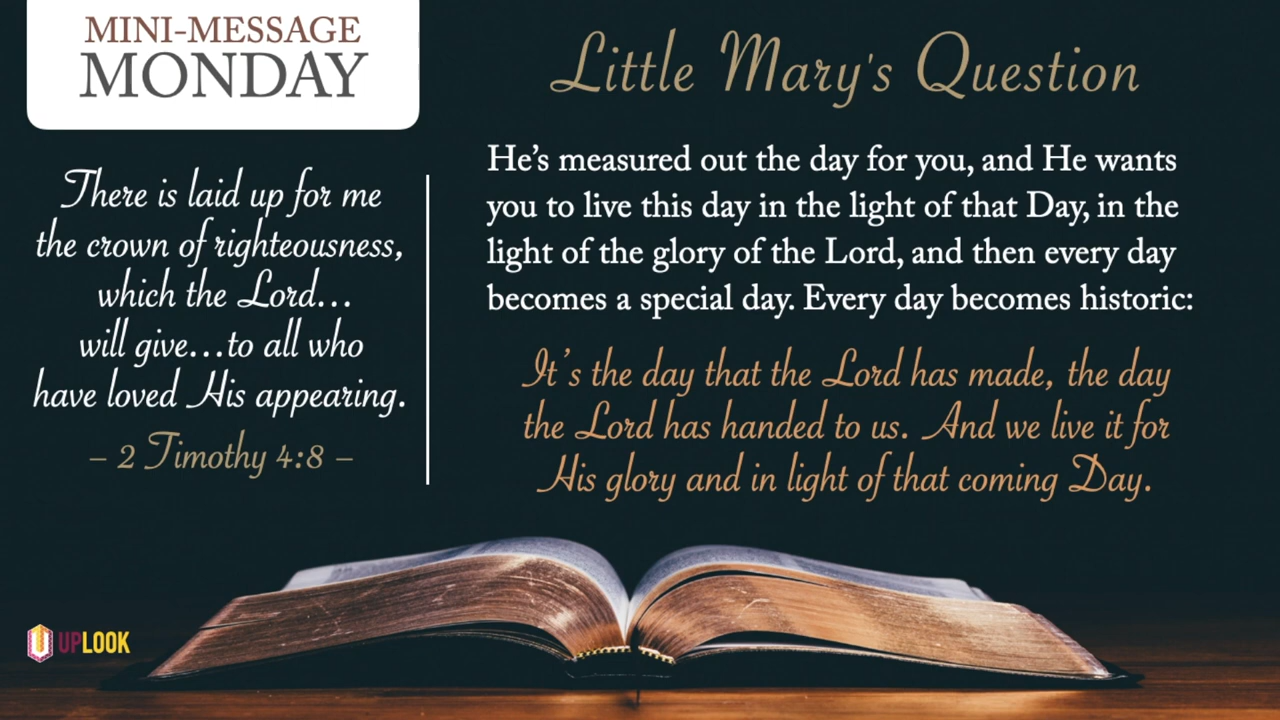 MINI-MESSAGE
MONDAY
There is laid up for me
the crown of righteousness,
which the Lord...
will give...to all who
have loved His appearing.
– 2 Timothy 4:8 –
Little Mary's Question
He’s measured out the day for you, and He wants
you to live this day in the light of that Day, in the
light of the glory of the Lord, and then every day
becomes a special day. Every day becomes historic:
It’s the day that the Lord has made, the day
the Lord has handed to us. And we live it for
His glory and in light of that coming Day.
UPLOOK